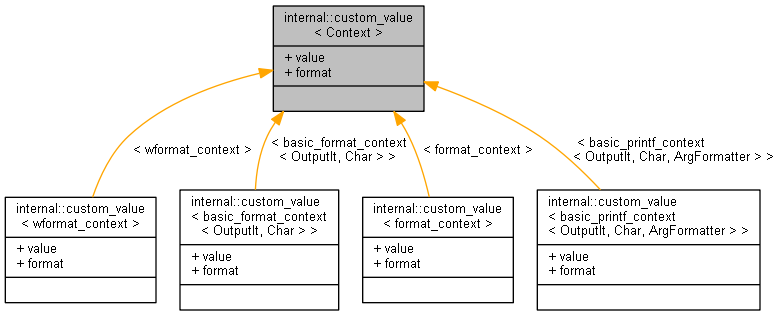 internal::custom_value
< Context >
+ value
+ format
< wformat_context >
< basic_format_context
< OutputIt, Char > >
< format_context >
< basic_printf_context
< OutputIt, Char, ArgFormatter > >
internal::custom_value
< wformat_context >
+ value
+ format
internal::custom_value
< basic_format_context
< OutputIt, Char > >
+ value
+ format
internal::custom_value
< format_context >
+ value
+ format
internal::custom_value
< basic_printf_context
< OutputIt, Char, ArgFormatter > >
+ value
+ format